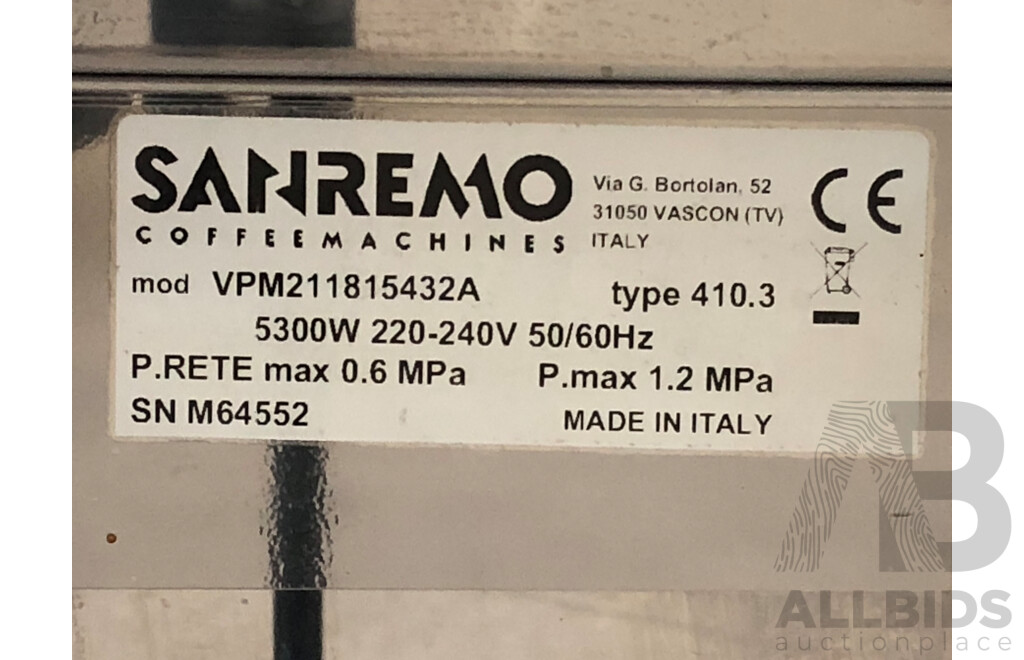 SANREMO
COFFEEMACHINES
Via G. Bortolan, 52
31050 VASCON (TV)
ITALY
CE
mod VPM211815432A type 410.3
5300W 220-240V 50/60Hz
P.RETE max 0.6 MPa P.max 1.2 MPa
SN M64552 MADE IN ITALY
AB
ALLBIDS
auctionplace